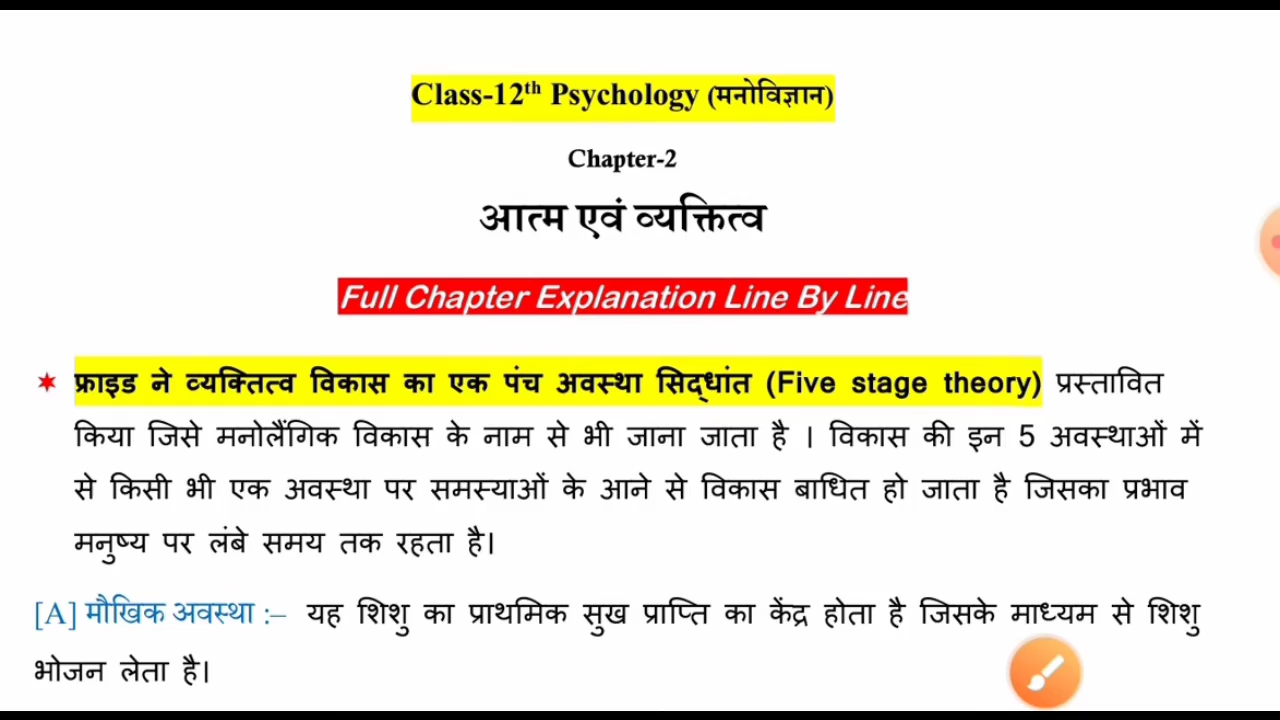 Class-12th Psychology (मनोविज्ञान)
Chapter-2
आत्म एवं व्यक्तित्व
Full Chapter Explanation Line By Line
✶ फ्राइड ने व्यक्तित्व विकास का एक पंच अवस्था सिद्धांत (Five stage theory) प्रस्तावित
किया जिसे मनोलैंगिक विकास के नाम से भी जाना जाता है । विकास की इन 5 अवस्थाओं में
से किसी भी एक अवस्था पर समस्याओं के आने से विकास बाधित हो जाता है जिसका प्रभाव
मनुष्य पर लंबे समय तक रहता है।
[A] मौखिक अवस्था :– यह शिशु का प्राथमिक सुख प्राप्ति का केंद्र होता है जिसके माध्यम से शिशु
भोजन लेता है।